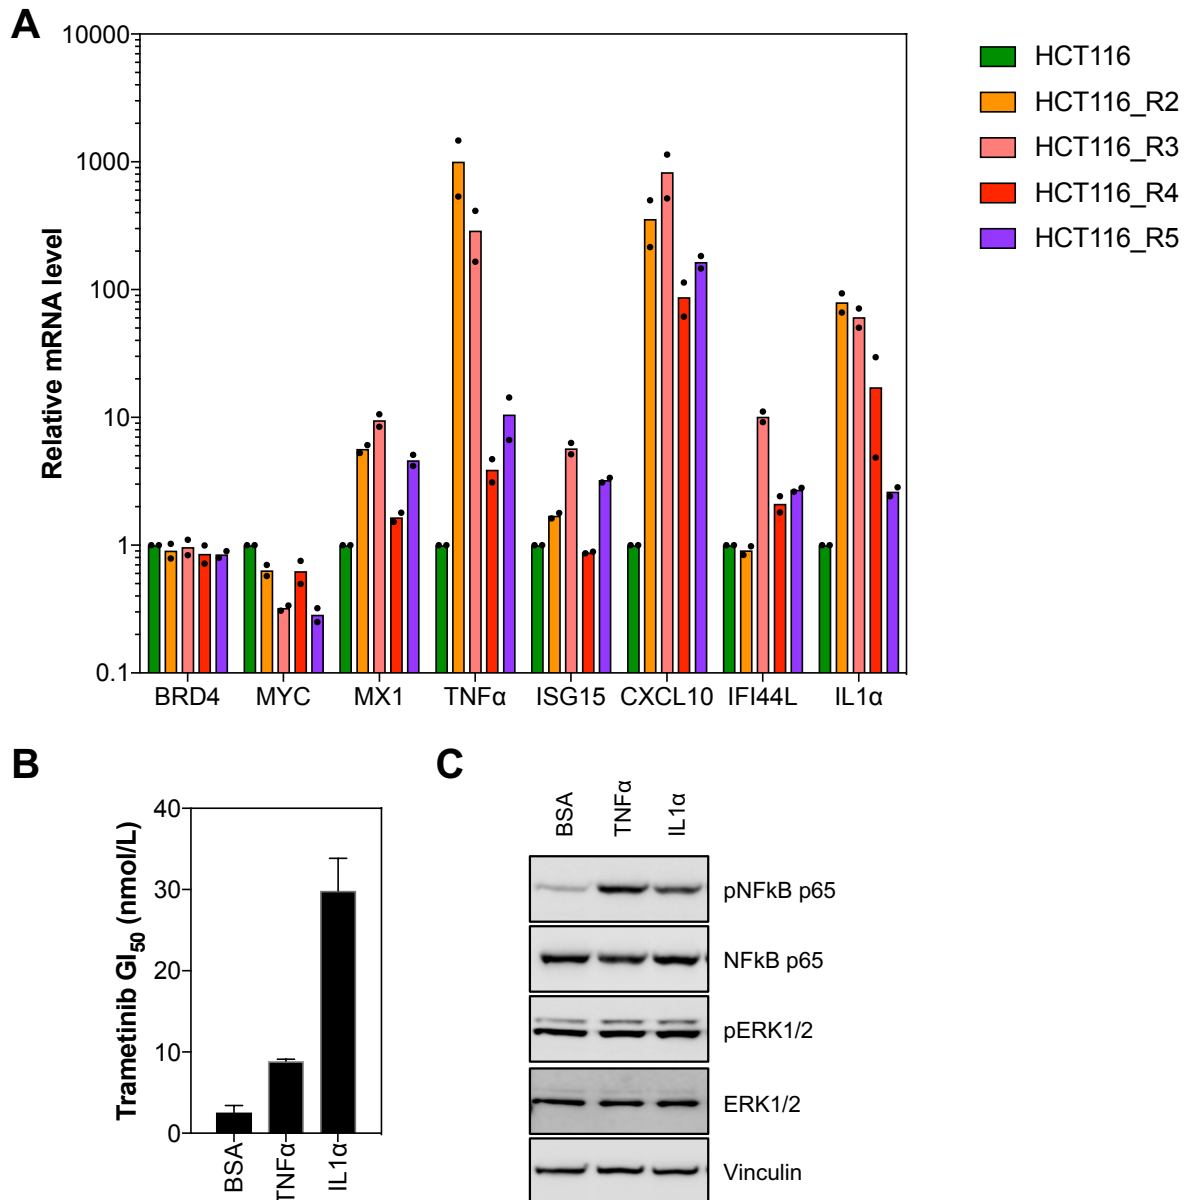 A
10000
1000
100
10
1
0.1
Relative mRNA level
BRD4 MYC MX1 TNFα ISG15 CXCL10 IFI44L IL1α
HCT116
HCT116_R2
HCT116_R3
HCT116_R4
HCT116_R5
B
40
30
20
10
0
Trametinib GI50 (nmol/L)
BSA
TNFα
IL1α
C
BSA
TNFα
IL1α
pNFkB p65
NFkB p65
pERK1/2
ERK1/2
Vinculin